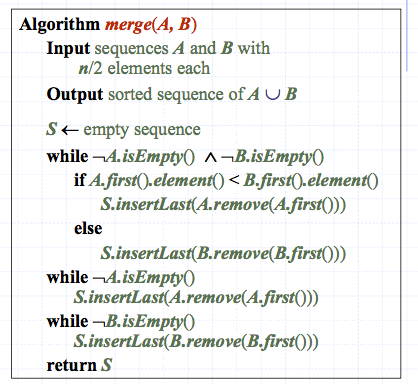 Algorithm merge(A, B)
Input sequences A and B with
n/2 elements each
Output sorted sequence of A ∪ B
S ← empty sequence
while ¬A.isEmpty() ∧ ¬B.isEmpty()
if A.first().element() < B.first().element()
S.insertLast(A.remove(A.first()))
else
S.insertLast(B.remove(B.first()))
while ¬A.isEmpty()
S.insertLast(A.remove(A.first()))
while ¬B.isEmpty()
S.insertLast(B.remove(B.first()))
return S